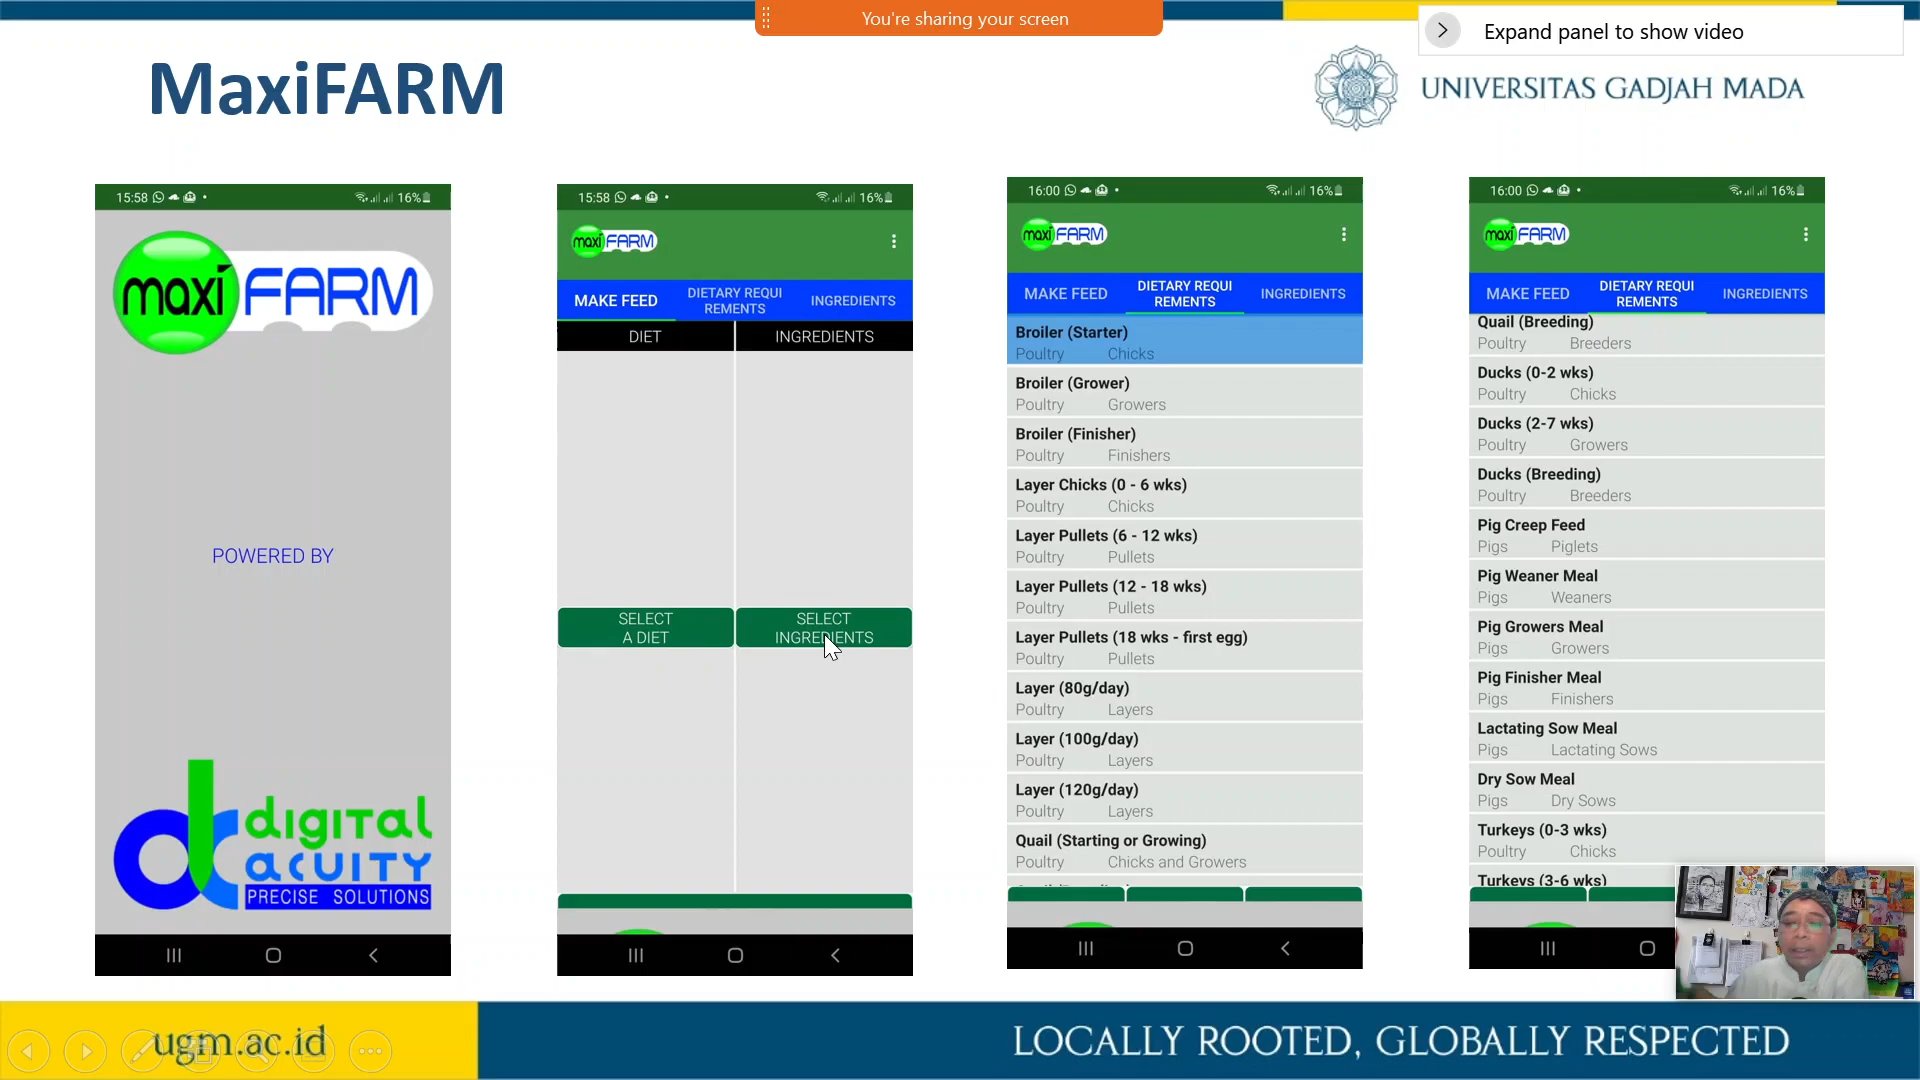 You're sharing your screen
Expand panel to show video
MaxiFARM
UNIVERSITAS GADJAH MADA
15:58
16%
maxi FARM
POWERED BY
digital
acuity
PRECISE SOLUTIONS
15:58
16%
maxi FARM
MAKE FEED
DIETARY REQUI
REMENTS
INGREDIENTS
DIET
INGREDIENTS
SELECT
A DIET
SELECT
INGREDIENTS
16:00
16%
maxi FARM
MAKE FEED
DIETARY REQUI
REMENTS
INGREDIENTS
Broiler (Starter)
Poultry Chicks
Broiler (Grower)
Poultry Growers
Broiler (Finisher)
Poultry Finishers
Layer Chicks (0 - 6 wks)
Poultry Chicks
Layer Pullets (6 - 12 wks)
Poultry Pullets
Layer Pullets (12 - 18 wks)
Poultry Pullets
Layer Pullets (18 wks - first egg)
Poultry Pullets
Layer (80g/day)
Poultry Layers
Layer (100g/day)
Poultry Layers
Layer (120g/day)
Poultry Layers
Quail (Starting or Growing)
Poultry Chicks and Growers
16:00
16%
maxi FARM
MAKE FEED
DIETARY REQUI
REMENTS
INGREDIENTS
Quail (Breeding)
Poultry Breeders
Ducks (0-2 wks)
Poultry Chicks
Ducks (2-7 wks)
Poultry Growers
Ducks (Breeding)
Poultry Breeders
Pig Creep Feed
Pigs Piglets
Pig Weaner Meal
Pigs Weaners
Pig Growers Meal
Pigs Growers
Pig Finisher Meal
Pigs Finishers
Lactating Sow Meal
Pigs Lactating Sows
Dry Sow Meal
Pigs Dry Sows
Turkeys (0-3 wks)
Poultry Chicks
Turkeys (3-6 wks)
ugm.ac.id
LOCALLY ROOTED, GLOBALLY RESPECTED